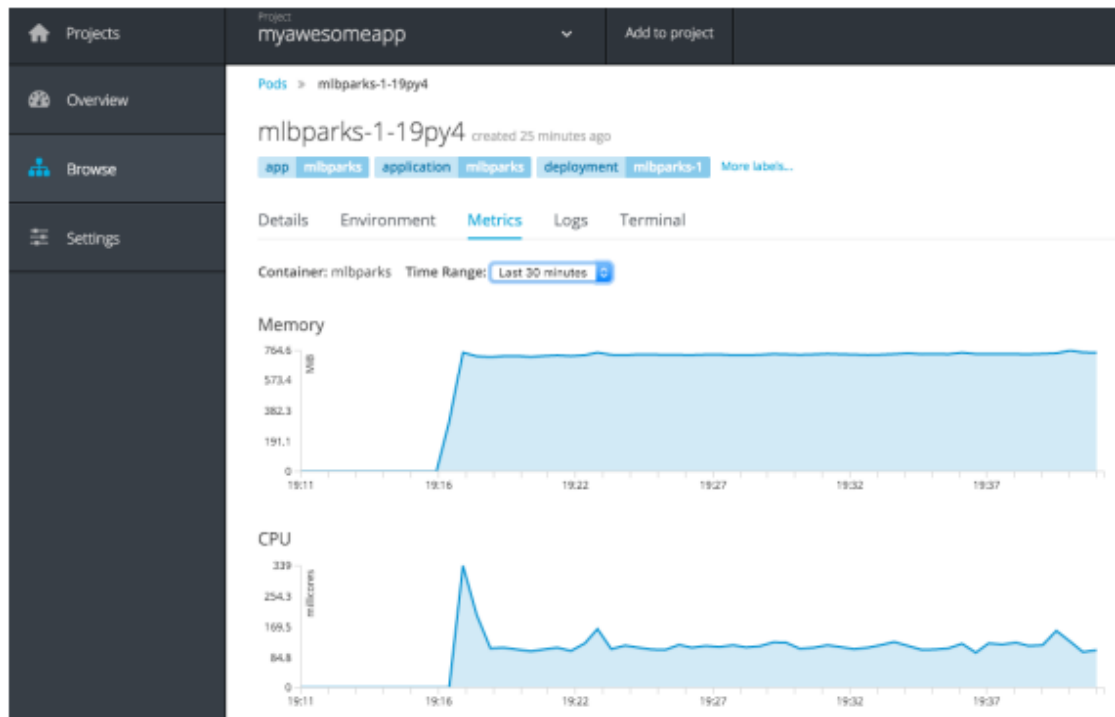 Projects
Project
myawesomeapp
Add to project
Overview
Browse
Settings
Pods » mlbparks-1-19py4
mlbparks-1-19py4 created 25 minutes ago
app mlbparks application mlbparks deployment mlbparks-1 More labels...
Details Environment Metrics Logs Terminal
Container: mlbparks Time Range: Last 30 minutes
Memory
764.6
MiB
573.4
382.3
191.1
0
19:11 19:16 19:22 19:27 19:32 19:37
CPU
339
millicores
254.3
169.5
84.8
0
19:11 19:16 19:22 19:27 19:32 19:37